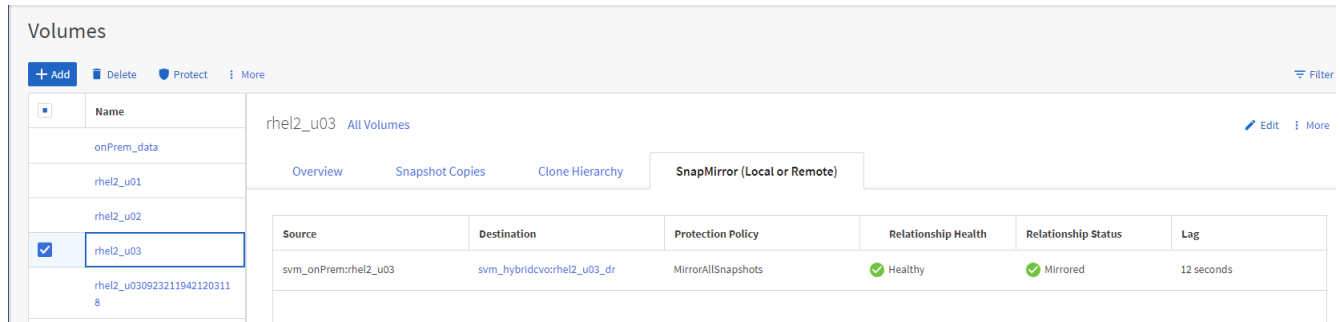 Volumes
+ Add Delete Protect More
Filter
Name
onPrem_data
rhel2_u01
rhel2_u02
rhel2_u03
rhel2_u030923211942120311
8
rhel2_u03 All Volumes
Edit More
Overview Snapshot Copies Clone Hierarchy SnapMirror (Local or Remote)
Source Destination Protection Policy Relationship Health Relationship Status Lag
svm_onPrem:rhel2_u03 svm_hybridcvo:rhel2_u03_dr MirrorAllSnapshots Healthy Mirrored 12 seconds